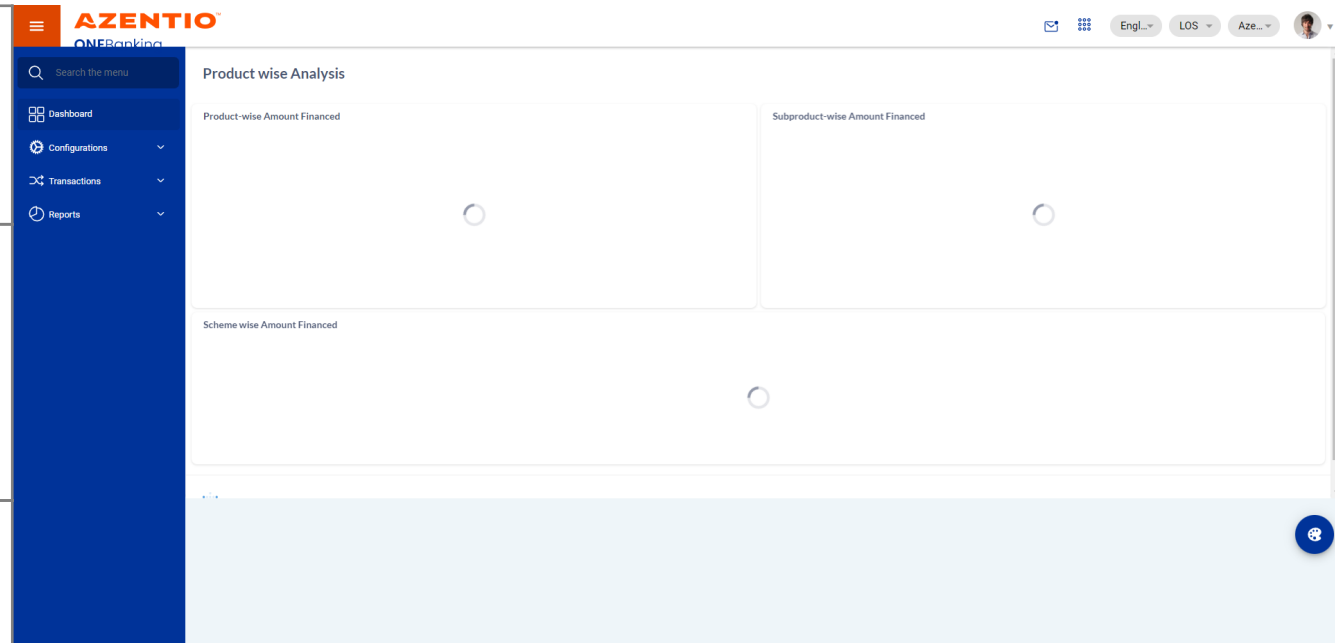 AZENTIO™
ONEBanking
Engl...
LOS
Aze...
Search the menu
Dashboard
Configurations
Transactions
Reports
Product wise Analysis
Product-wise Amount Financed
Subproduct-wise Amount Financed
Scheme wise Amount Financed